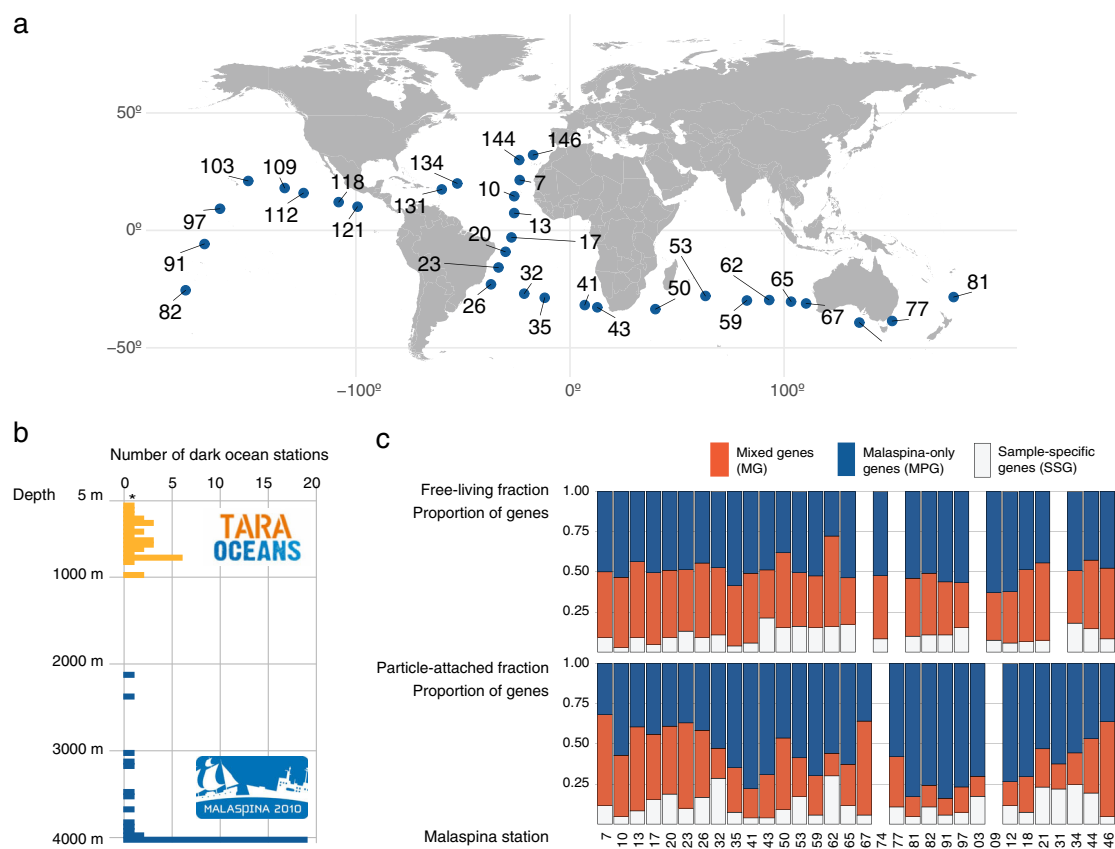 a
50º
0º
−50º
−100º
0º
100º
144
146
134
103
109
118
7
131
10
112
97
121
13
20
17
53
91
23
32
62
65
41
50
81
82
26
35
43
59
67
77
b
Number of dark ocean stations
0
5
10
15
20
*
Depth
5 m
1000 m
2000 m
3000 m
4000 m
TARA
OCEANS
MALASPINA 2010
c
Mixed genes
(MG)
Malaspina-only
genes (MPG)
Sample-specific
genes (SSG)
Free-living fraction
Proportion of genes
1.00
0.75
0.50
0.25
Particle-attached fraction
Proportion of genes
1.00
0.75
0.50
0.25
Malaspina station
7 10 13 17 20 23 26 32 35 41 43 50 53 59 62 65 67 74 77 81 82 91 97 03 09 12 18 21 31 34 44 46